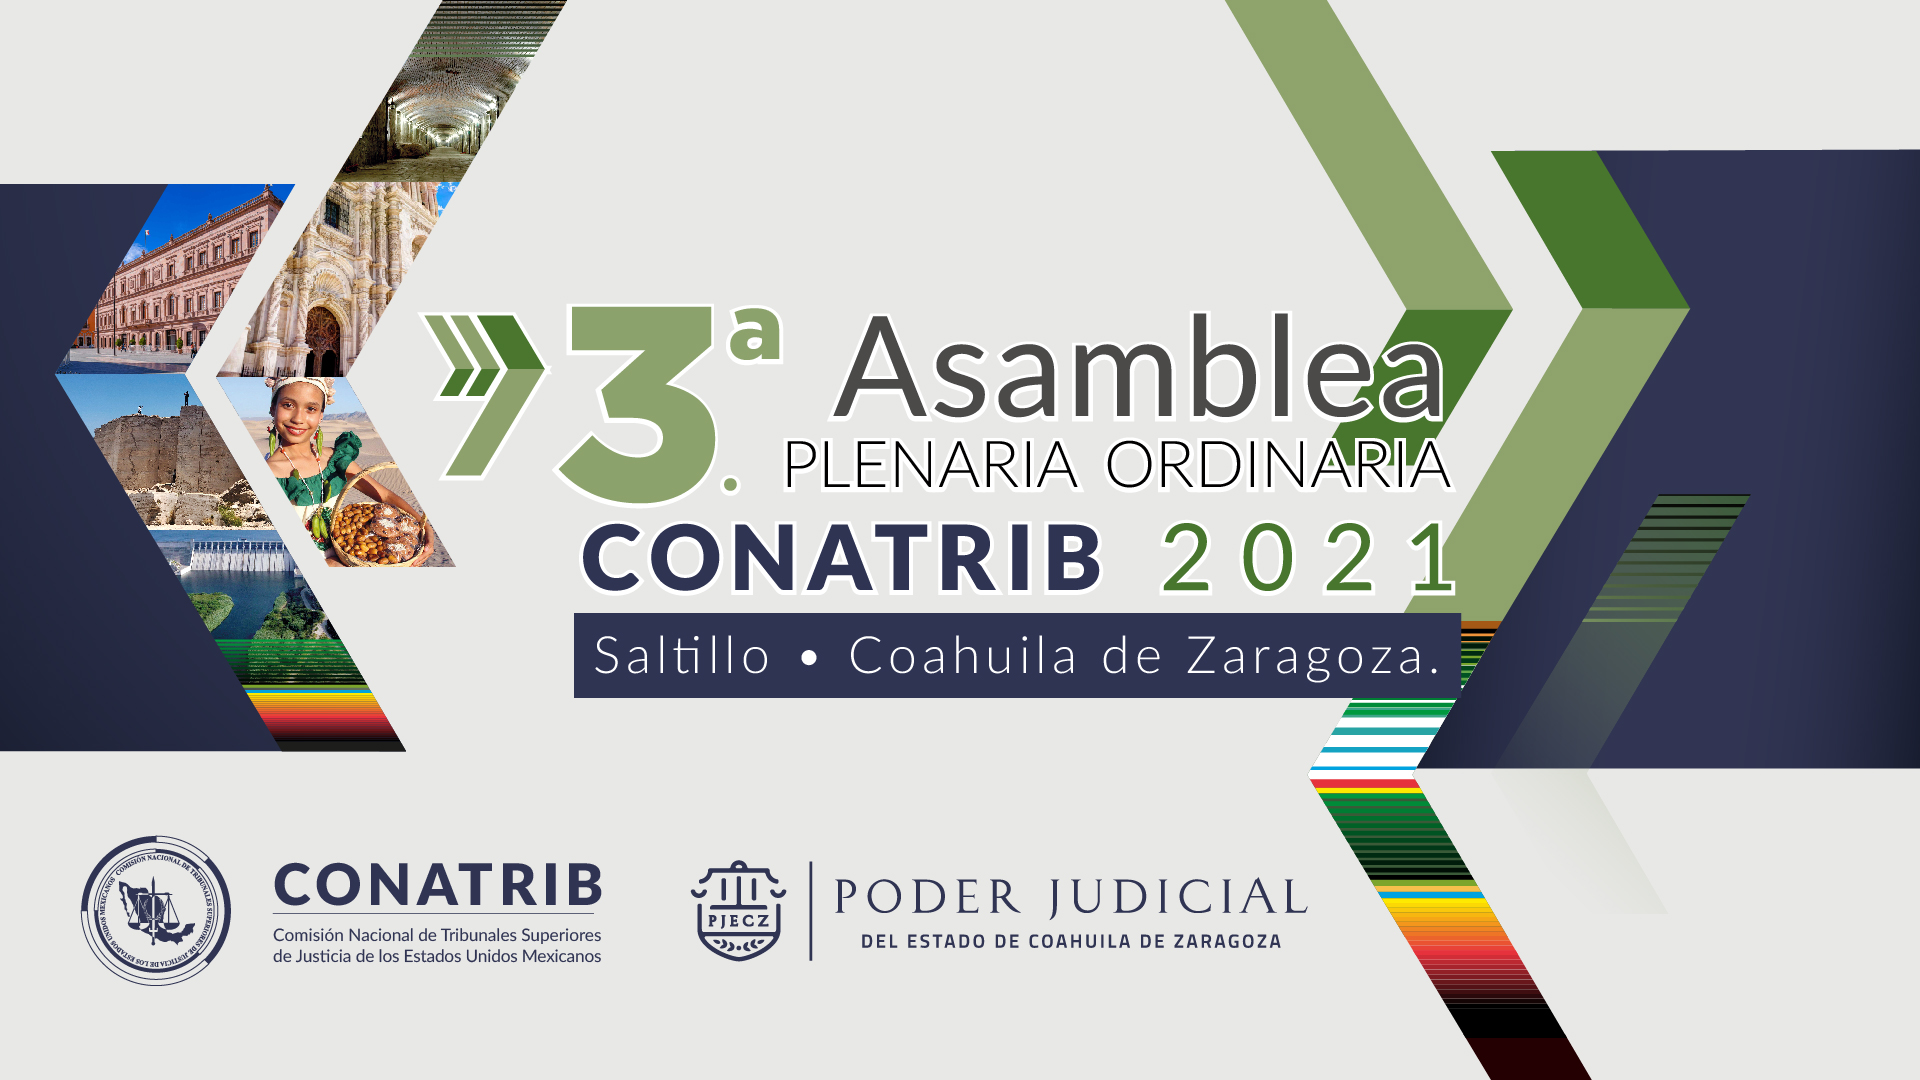 3.ª Asamblea
PLENARIA ORDINARIA
CONATRIB 2021
Saltillo • Coahuila de Zaragoza.
COMISIÓN NACIONAL DE TRIBUNALES SUPERIORES DE JUSTICIA DE LOS ESTADOS UNIDOS MEXICANOS
CONATRIB
Comisión Nacional de Tribunales Superiores
de Justicia de los Estados Unidos Mexicanos
PJECZ
PODER JUDICIAL
DEL ESTADO DE COAHUILA DE ZARAGOZA